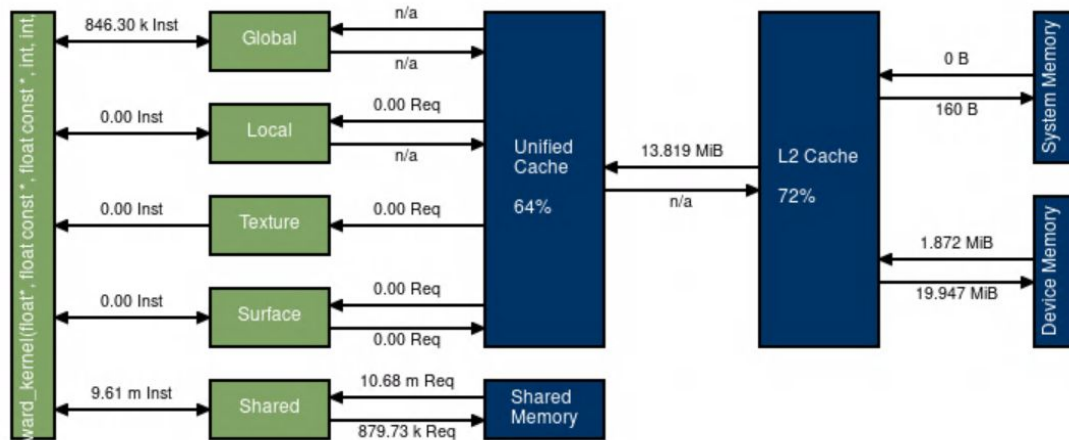 ward_kernel(float*, float const *, float const *, int, int,
846.30 k Inst
Global
n/a
n/a
0.00 Inst
Local
0.00 Req
n/a
0.00 Inst
Texture
0.00 Req
0.00 Inst
Surface
0.00 Req
0.00 Req
9.61 m Inst
Shared
10.68 m Req
879.73 k Req
Unified
Cache
64%
Shared
Memory
13.819 MiB
n/a
L2 Cache
72%
0 B
160 B
System Memory
1.872 MiB
19.947 MiB
Device Memory